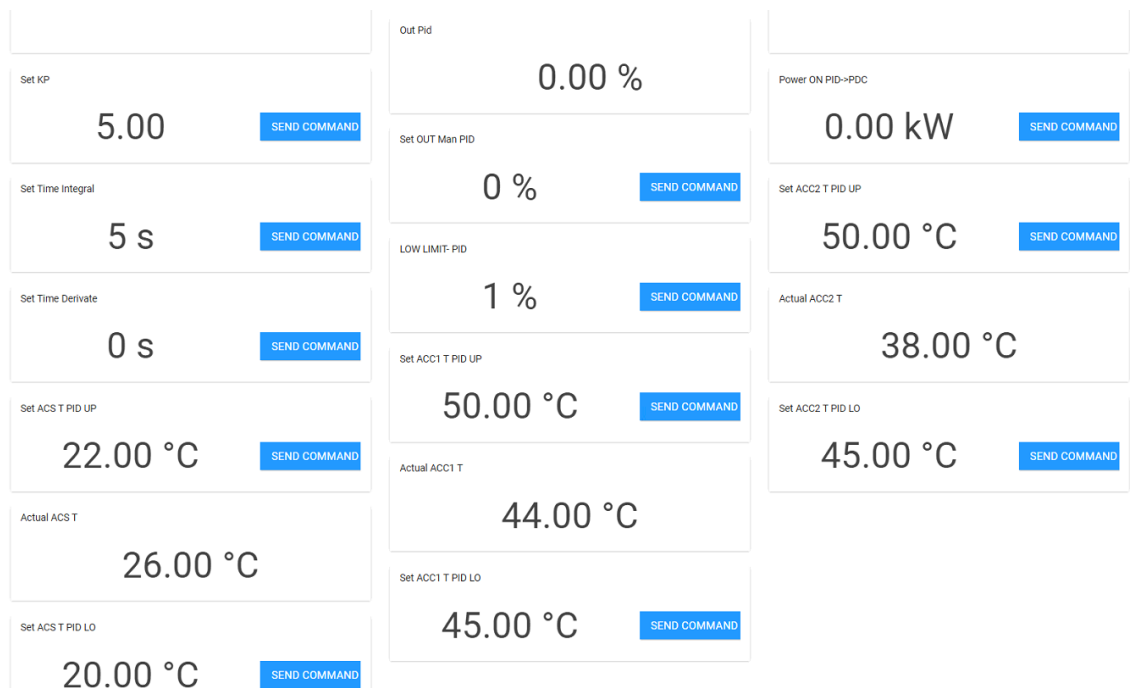 Set KP
5.00
SEND COMMAND
Set Time Integral
5 s
SEND COMMAND
Set Time Derivate
0 s
SEND COMMAND
Set ACS T PID UP
22.00 °C
SEND COMMAND
Actual ACS T
26.00 °C
Set ACS T PID LO
20.00 °C
SEND COMMAND
Out Pid
0.00 %
Set OUT Man PID
0 %
SEND COMMAND
LOW LIMIT- PID
1 %
SEND COMMAND
Set ACC1 T PID UP
50.00 °C
SEND COMMAND
Actual ACC1 T
44.00 °C
Set ACC1 T PID LO
45.00 °C
SEND COMMAND
Power ON PID->PDC
0.00 kW
SEND COMMAND
Set ACC2 T PID UP
50.00 °C
SEND COMMAND
Actual ACC2 T
38.00 °C
Set ACC2 T PID LO
45.00 °C
SEND COMMAND